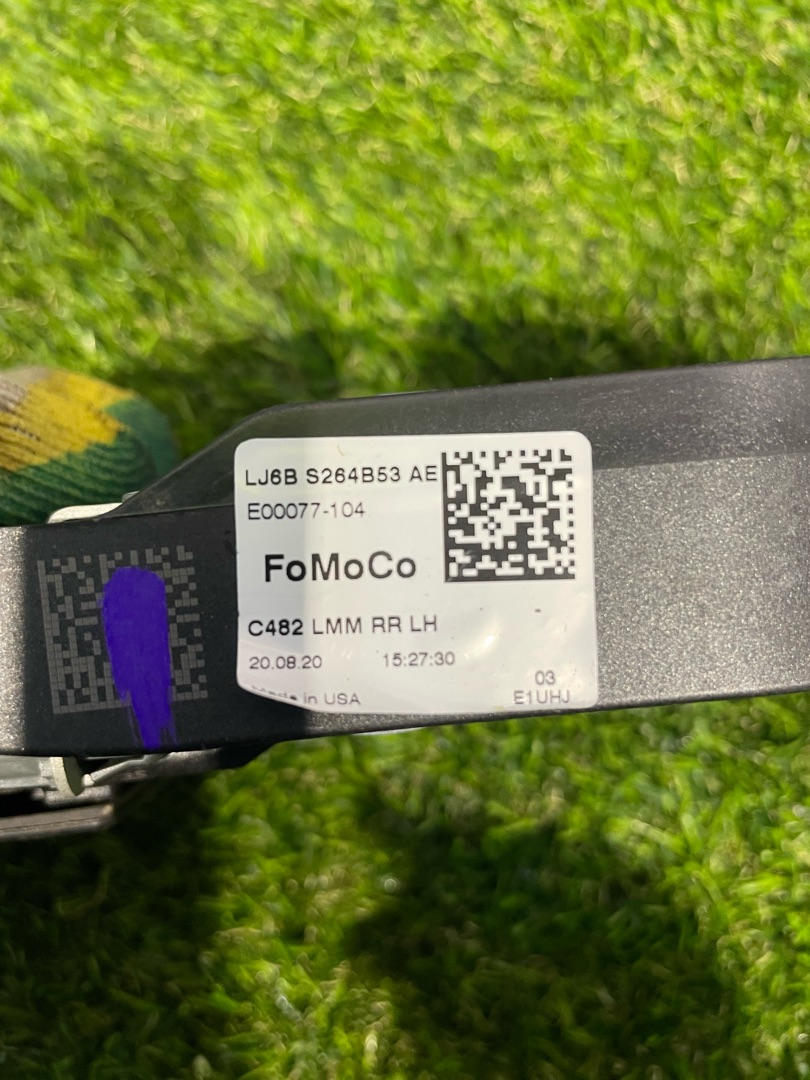 LJ6B S264B53 AE
E00077-104
FoMoCo
C482 LMM RR LH
20.08.20 15:27:30
03
in USA E1UHJ